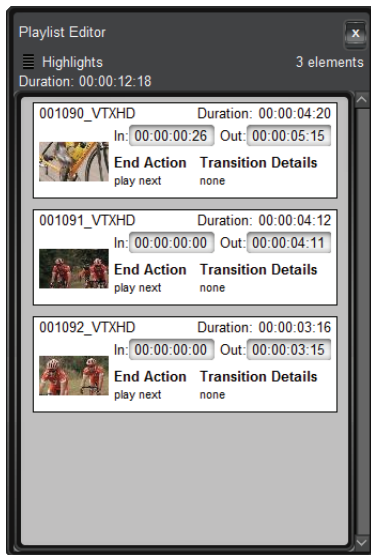 Playlist Editor
x
Highlights 3 elements
Duration: 00:00:12:18
001090_VTXHD Duration: 00:00:04:20
In: 00:00:00:26 Out: 00:00:05:15
End Action Transition Details
play next none
001091_VTXHD Duration: 00:00:04:12
In: 00:00:00:00 Out: 00:00:04:11
End Action Transition Details
play next none
001092_VTXHD Duration: 00:00:03:16
In: 00:00:00:00 Out: 00:00:03:15
End Action Transition Details
play next none